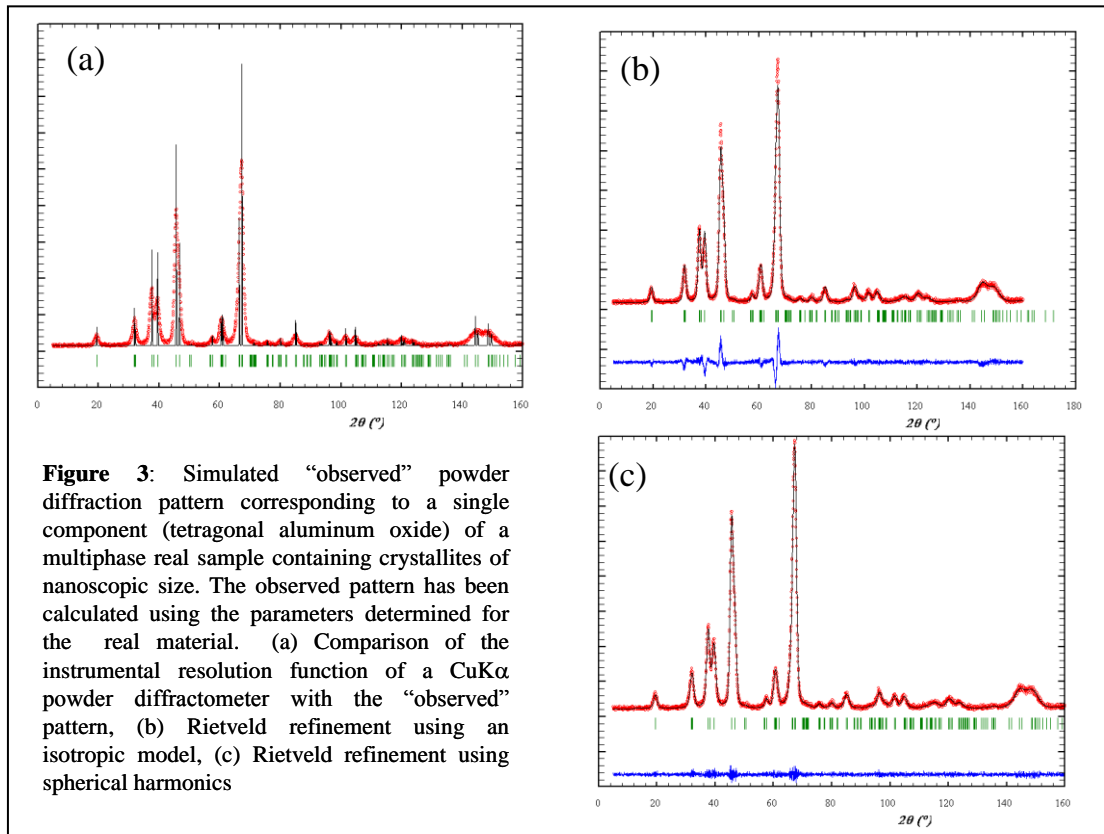 (a)
0 20 40 60 80 100 120 140 160
2θ (°)
(b)
0 20 40 60 80 100 120 140 160 180
2θ (°)
Figure 3: Simulated “observed” powder
diffraction pattern corresponding to a single
component (tetragonal aluminum oxide) of a
multiphase real sample containing crystallites of
nanoscopic size. The observed pattern has been
calculated using the parameters determined for
the real material. (a) Comparison of the
instrumental resolution function of a CuKα
powder diffractometer with the “observed”
pattern, (b) Rietveld refinement using an
isotropic model, (c) Rietveld refinement using
spherical harmonics
(c)
0 20 40 60 80 100 120 140 160
2θ (°)